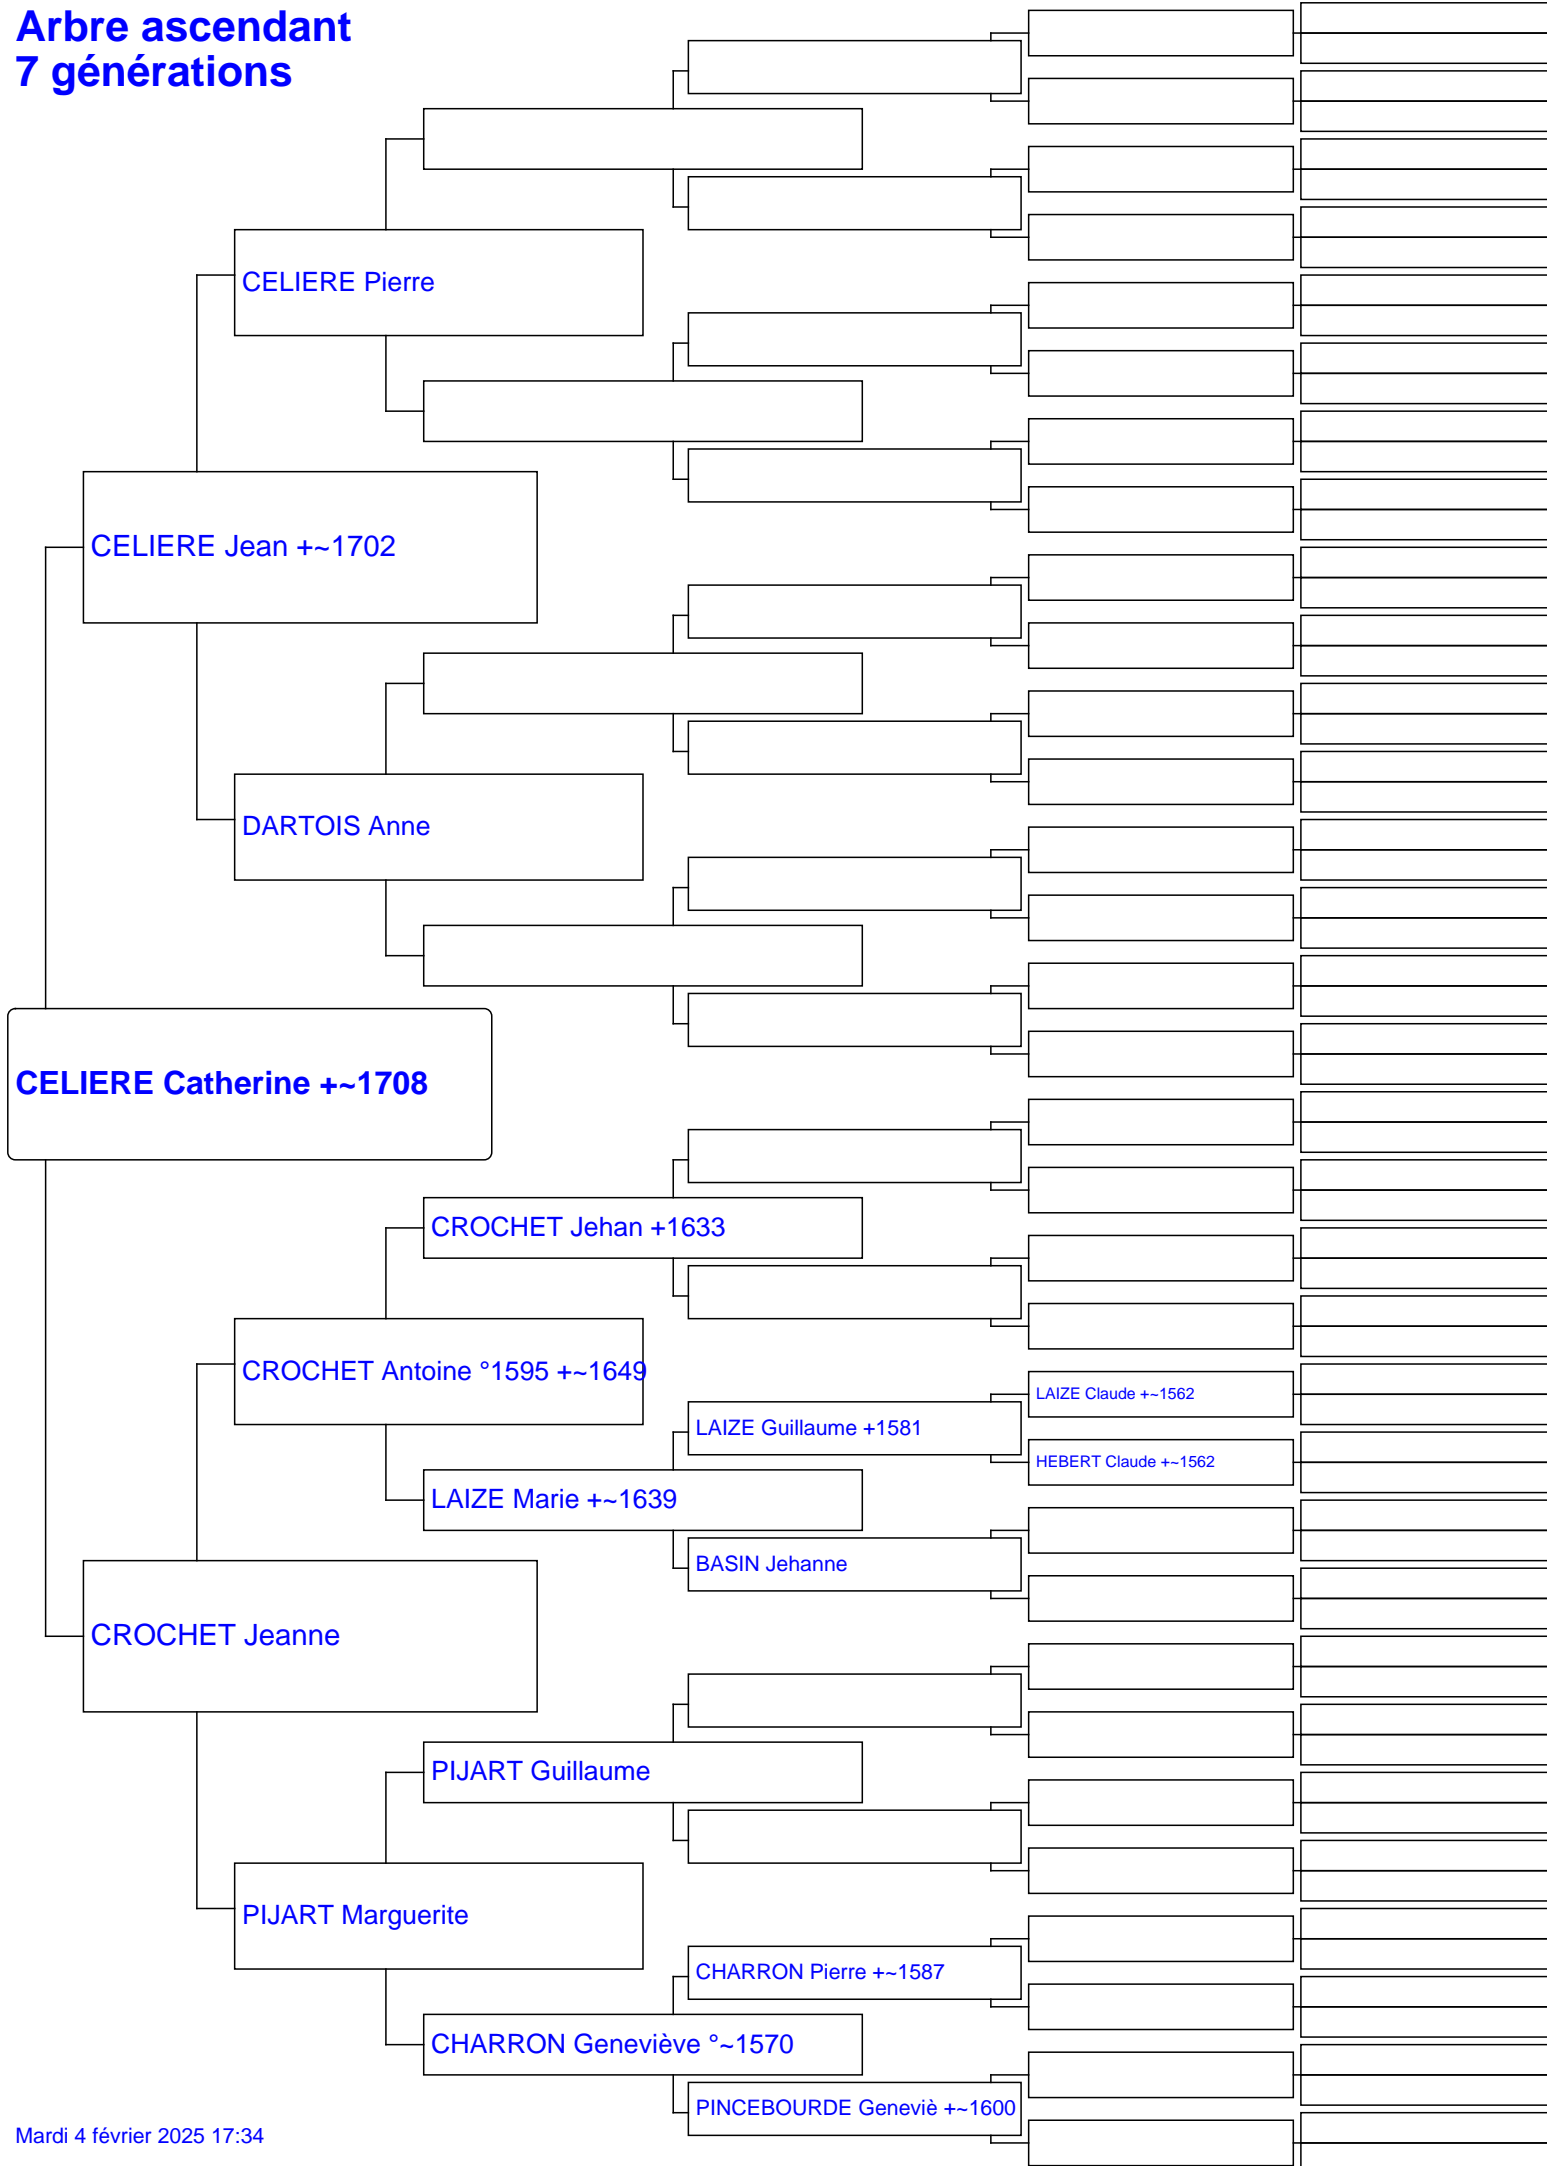 Arbre ascendant
7 générations
CELIERE Pierre
CELIERE Jean +~1702
DARTOIS Anne
CELIERE Catherine +~1708
CROCHET Jehan +1633
CROCHET Antoine °1595 +~1649
LAIZE Claude +~1562
LAIZE Guillaume +1581
HEBERT Claude +~1562
LAIZE Marie +~1639
BASIN Jehanne
CROCHET Jeanne
PIJART Guillaume
PIJART Marguerite
CHARRON Pierre +~1587
CHARRON Geneviève °~1570
PINCEBOURDE Geneviè +~1600
Mardi 4 février 2025 17:34